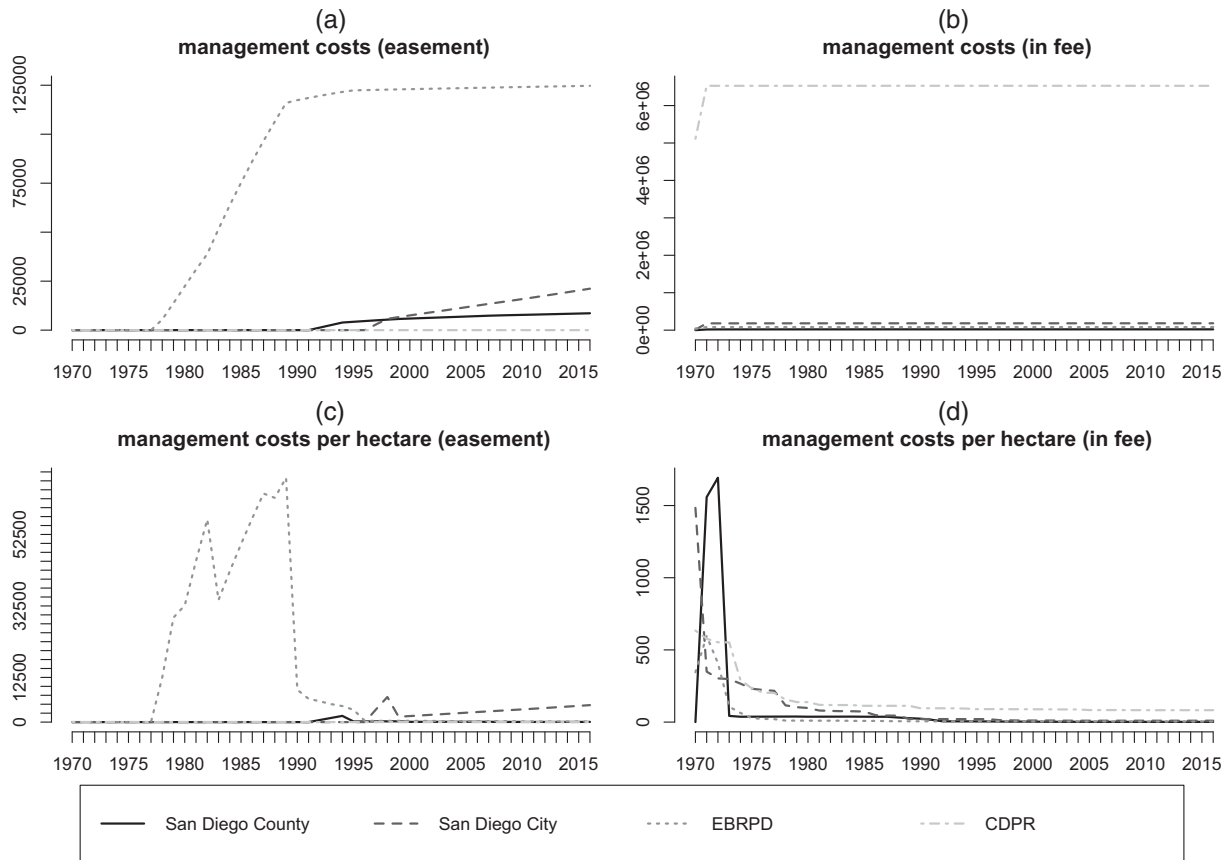 (a)
management costs (easement)
125000
75000
25000
0
1970 1975 1980 1985 1990 1995 2000 2005 2010 2015
(b)
management costs (in fee)
6e+06
4e+06
2e+06
0e+00
1970 1975 1980 1985 1990 1995 2000 2005 2010 2015
(c)
management costs per hectare (easement)
52500
32500
12500
0
1970 1975 1980 1985 1990 1995 2000 2005 2010 2015
(d)
management costs per hectare (in fee)
1500
1000
500
0
1970 1975 1980 1985 1990 1995 2000 2005 2010 2015
San Diego County San Diego City EBRPD CDPR